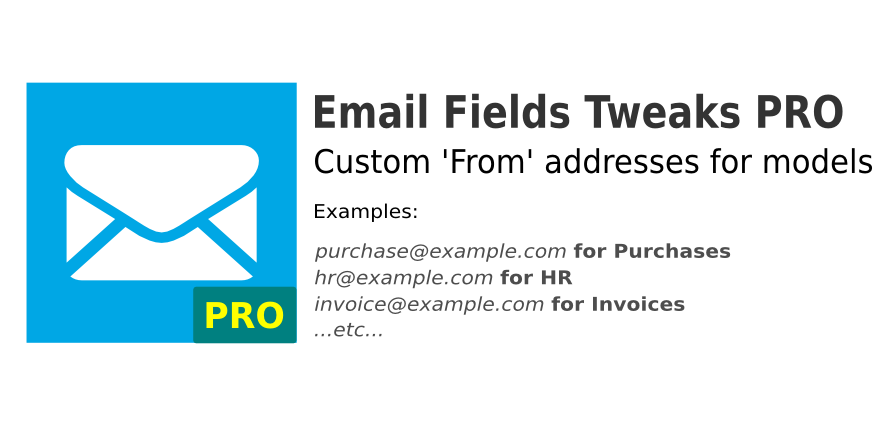 Email Fields Tweaks PRO
Custom 'From' addresses for models
Examples:
purchase@example.com for Purchases
hr@example.com for HR
invoice@example.com for Invoices
...etc...
PRO